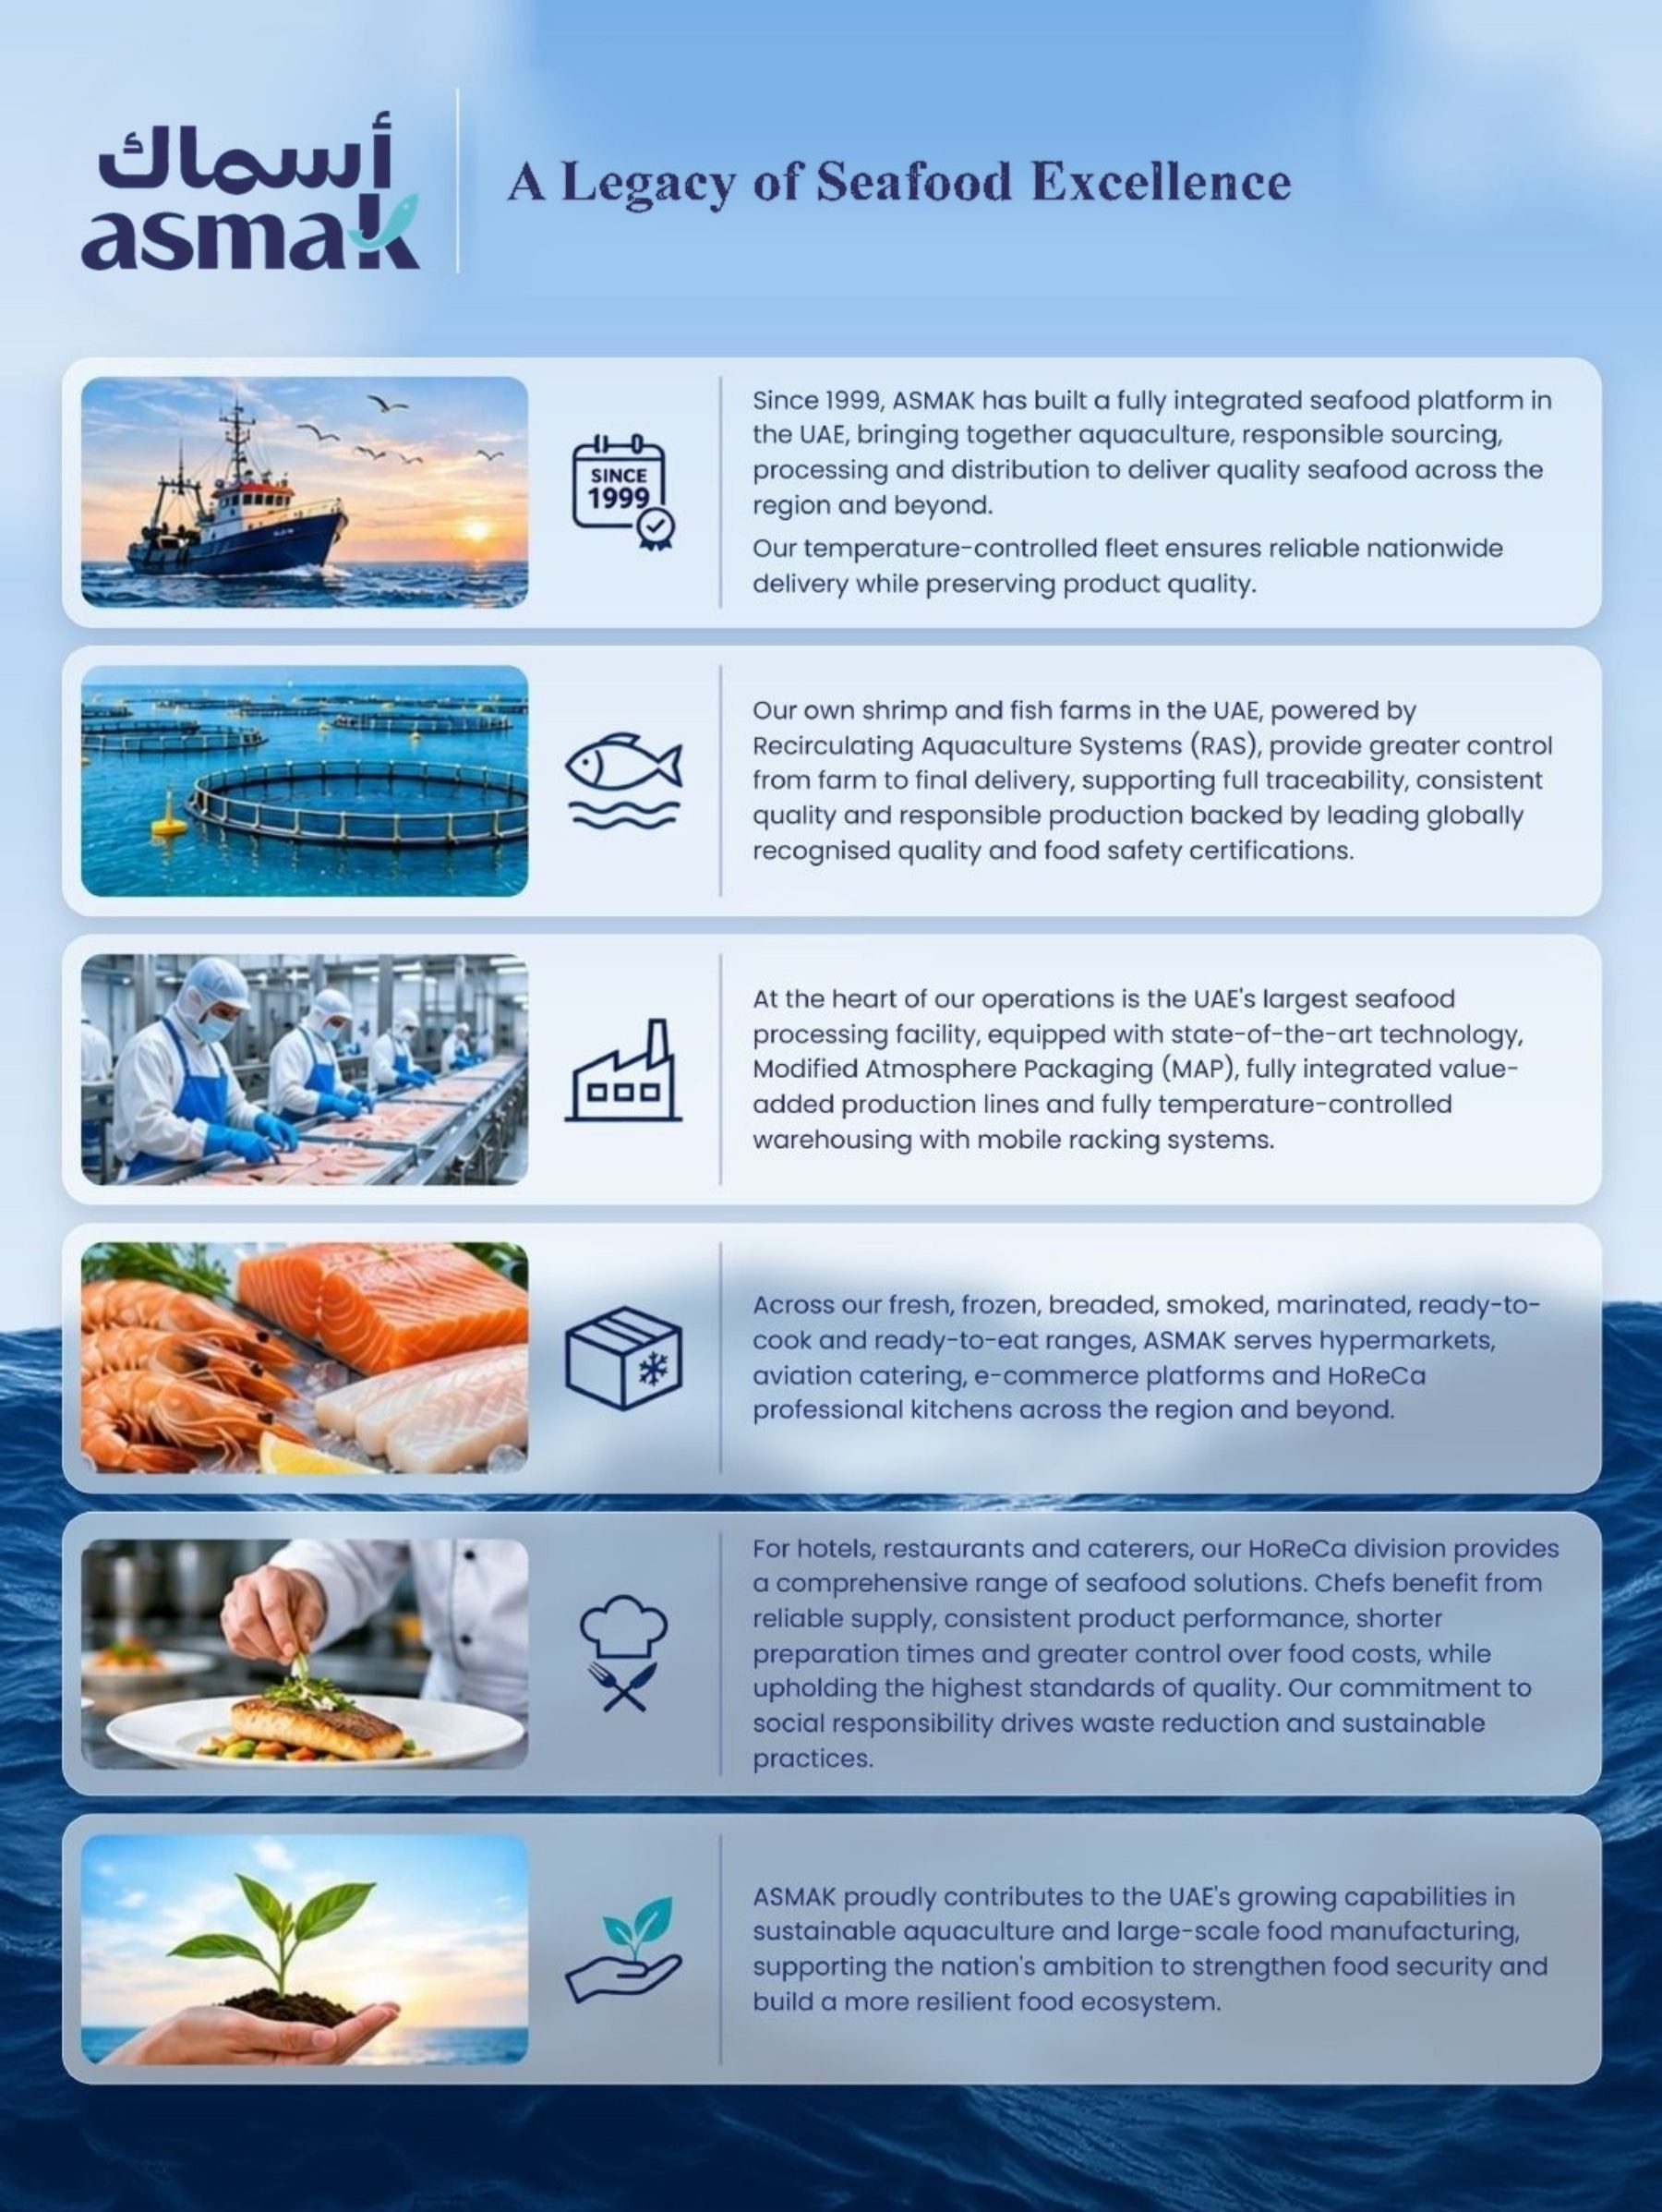 أسماك
asmak
A Legacy of Seafood Excellence
SINCE
1999
Since 1999, ASMAK has built a fully integrated seafood platform in
the UAE, bringing together aquaculture, responsible sourcing,
processing and distribution to deliver quality seafood across the
region and beyond.
Our temperature-controlled fleet ensures reliable nationwide
delivery while preserving product quality.
Our own shrimp and fish farms in the UAE, powered by
Recirculating Aquaculture Systems (RAS), provide greater control
from farm to final delivery, supporting full traceability, consistent
quality and responsible production backed by leading globally
recognised quality and food safety certifications.
At the heart of our operations is the UAE's largest seafood
processing facility, equipped with state-of-the-art technology,
Modified Atmosphere Packaging (MAP), fully integrated value-
added production lines and fully temperature-controlled
warehousing with mobile racking systems.
Across our fresh, frozen, breaded, smoked, marinated, ready-to-
cook and ready-to-eat ranges, ASMAK serves hypermarkets,
aviation catering, e-commerce platforms and HoReCa
professional kitchens across the region and beyond.
For hotels, restaurants and caterers, our HoReCa division provides
a comprehensive range of seafood solutions. Chefs benefit from
reliable supply, consistent product performance, shorter
preparation times and greater control over food costs, while
upholding the highest standards of quality. Our commitment to
social responsibility drives waste reduction and sustainable
practices.
ASMAK proudly contributes to the UAE's growing capabilities in
sustainable aquaculture and large-scale food manufacturing,
supporting the nation's ambition to strengthen food security and
build a more resilient food ecosystem.